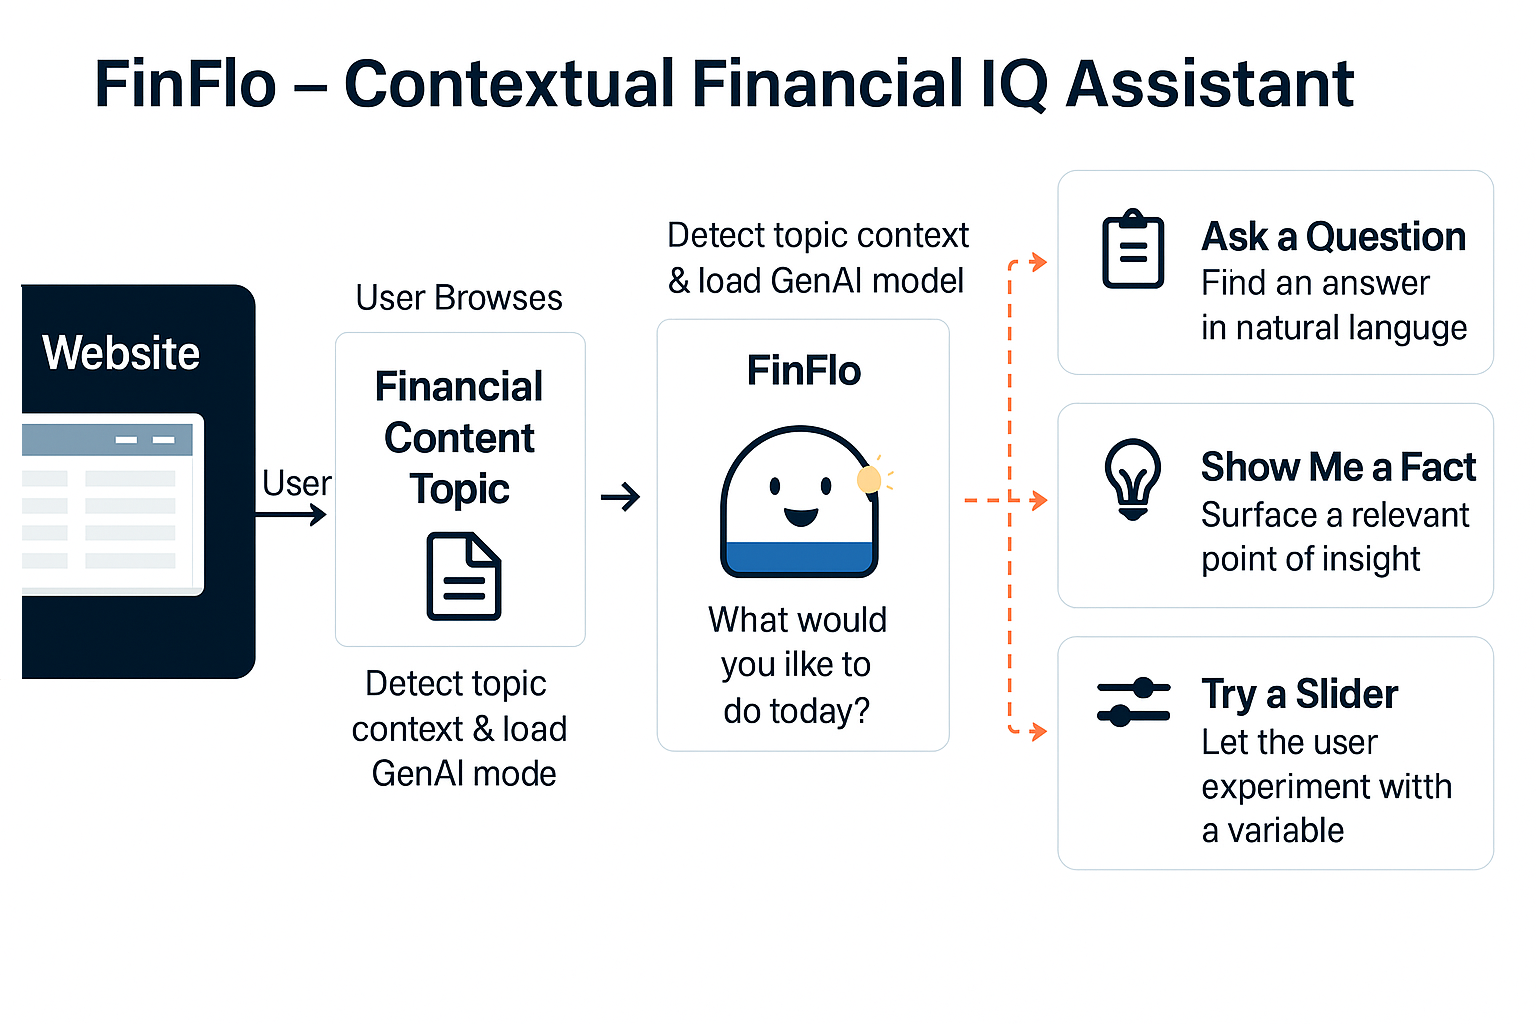 FinFlo – Contextual Financial IQ Assistant
Website
User
User Browses
Financial
Content
Topic
Detect topic
context & load
GenAI mode
Detect topic context
& load GenAI model
FinFlo
What would
you ilke to
do today?
Ask a Question
Find an answer
in natural languge
Show Me a Fact
Surface a relevant
point of insight
Try a Slider
Let the user
experiment witth
a variable